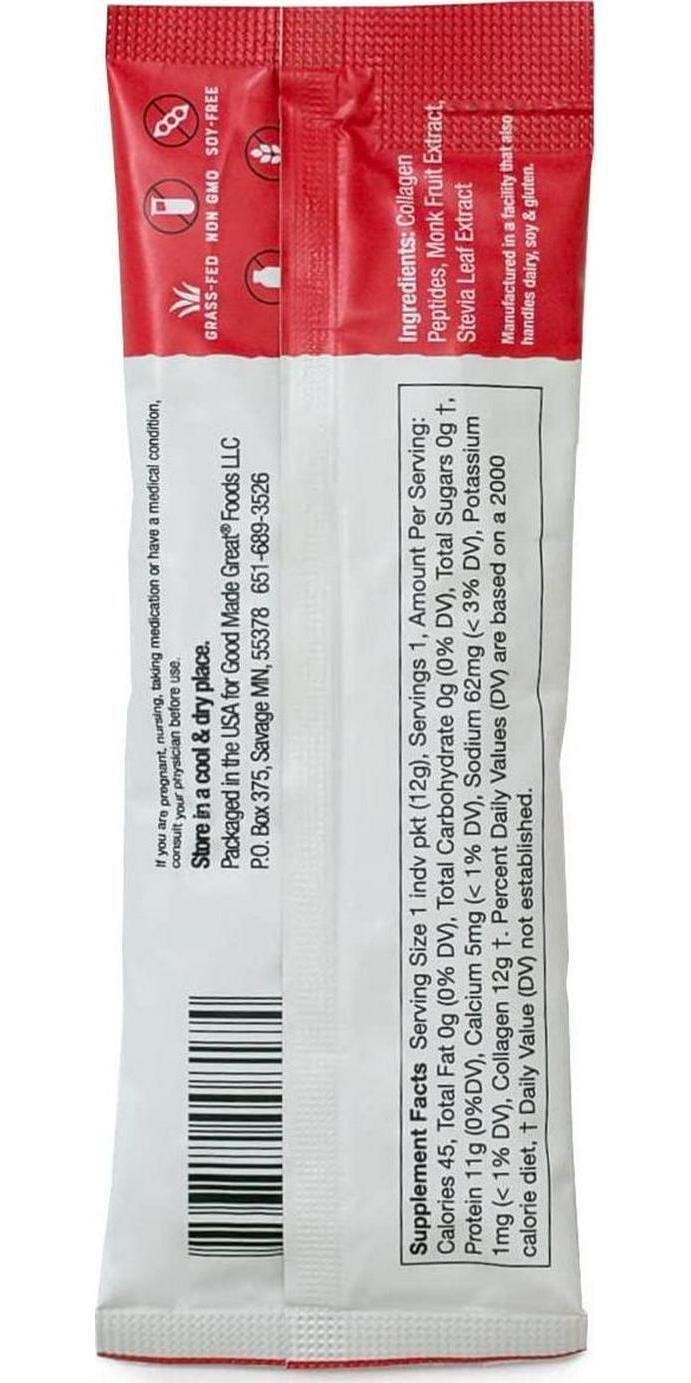 GRASS-FED NON GMO SOY-FREE
If you are pregnant, nursing, taking medication or have a medical condition,
consult your physician before use.
Store in a cool & dry place.
Packaged in the USA for Good Made Great® Foods LLC
P.O. Box 375, Savage MN, 55378 651-689-3526
Ingredients: Collagen
Peptides, Monk Fruit Extract,
Stevia Leaf Extract
Manufactured in a facility that also
handles dairy, soy & gluten.
Supplement Facts Serving Size 1 indv pkt (12g), Servings 1, Amount Per Serving:
Calories 45, Total Fat 0g (0% DV), Total Carbohydrate 0g (0% DV), Total Sugars 0g †,
Protein 11g (0%DV), Calcium 5mg (< 1% DV), Sodium 62mg (< 3% DV), Potassium
1mg (< 1% DV), Collagen 12g †. Percent Daily Values (DV) are based on a 2000
calorie diet, † Daily Value (DV) not established.